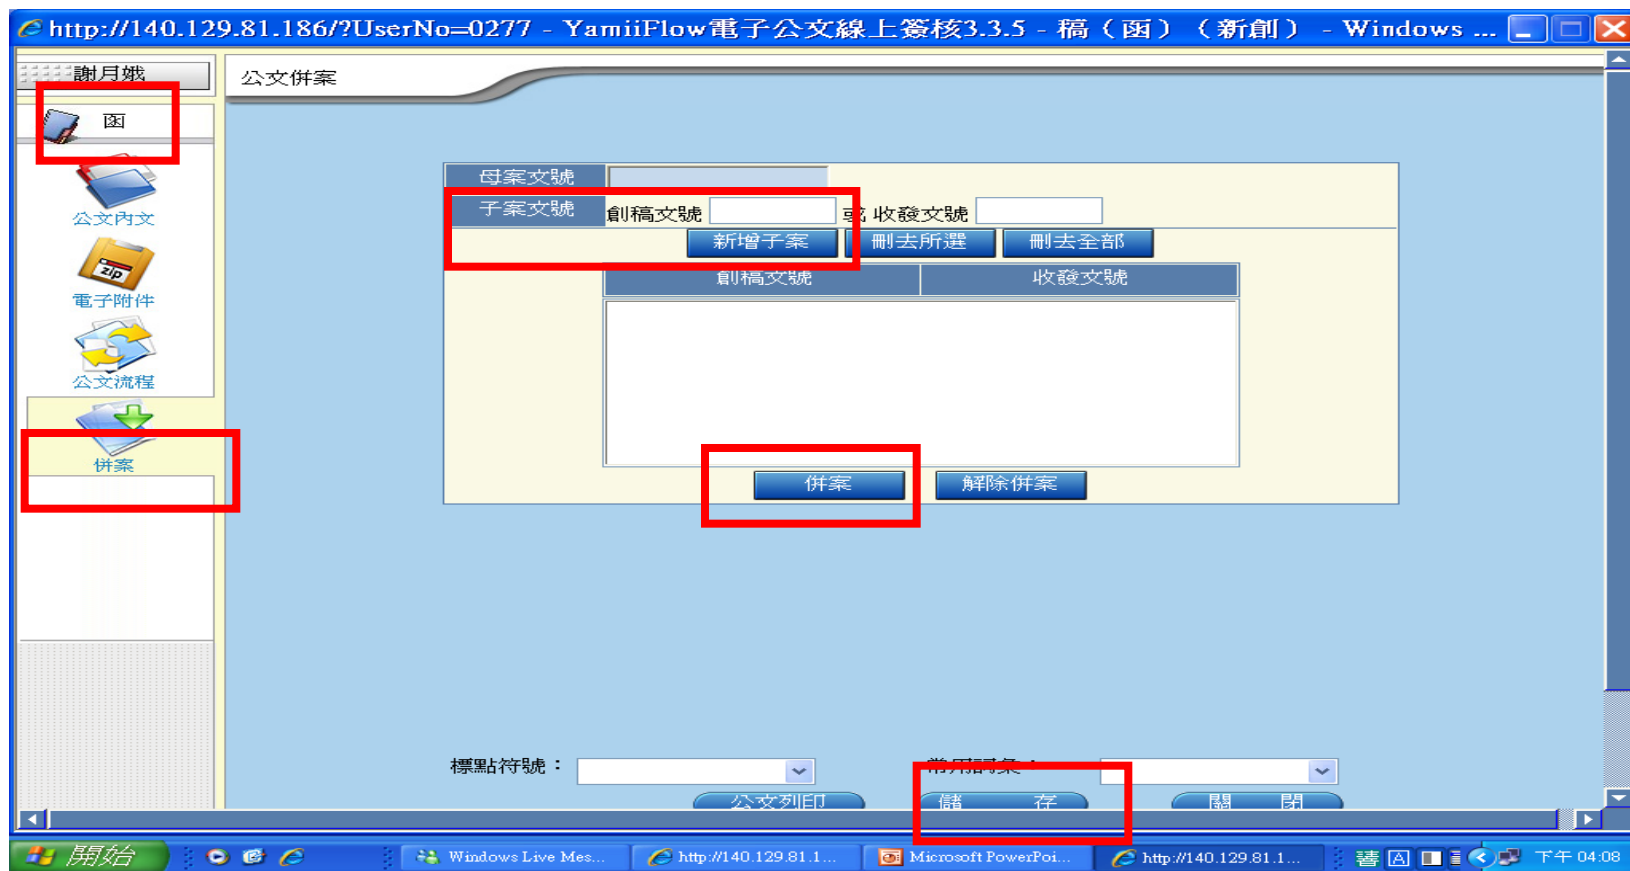 http://140.129.81.186/?UserNo=0277 - YamiiFlow電子公文線上簽核3.3.5 - 稿（函）（新創） - Windows ...
謝月娥
公文併案
函
公文內文
zip
電子附件
公文流程
併案
母案文號
子案文號 創稿文號 或 收發文號
新增子案 刪去所選 刪去全部
創稿文號 收發文號
併案 解除併案
標點符號： 常用詞彙：
公文列印 儲 存 關 閉
開始 Windows Live Mes... http://140.129.81.1... Microsoft PowerPoi... http://140.129.81.1... A 下午 04:08